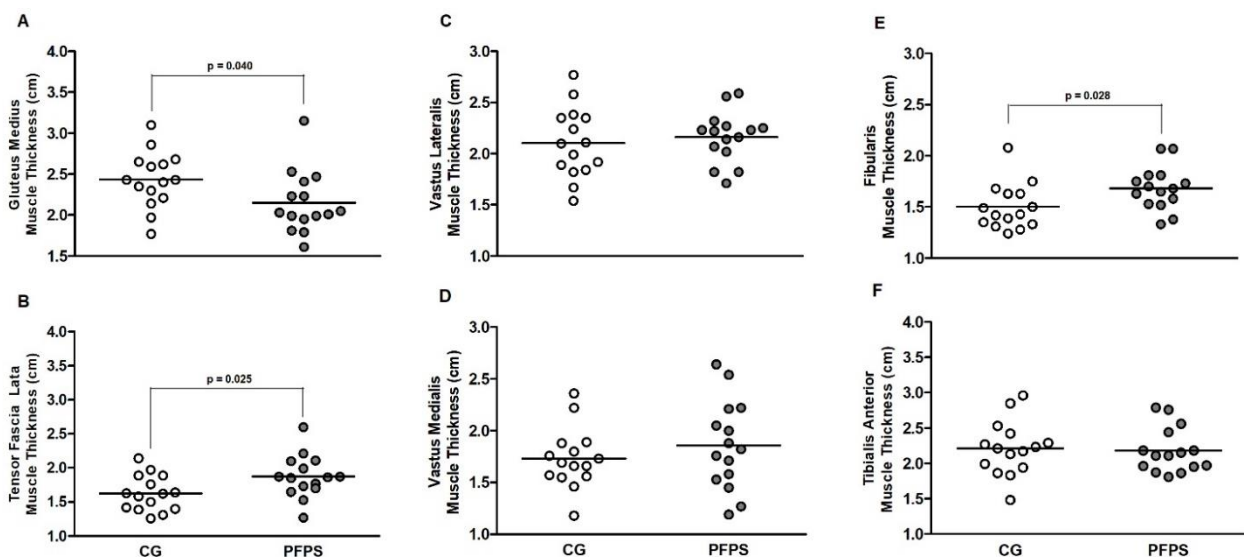 A
Gluteus Medius
Muscle Thickness (cm)
4.0
3.5
3.0
2.5
2.0
1.5
p = 0.040
B
Tensor Fascia Lata
Muscle Thickness (cm)
4.0
3.5
3.0
2.5
2.0
1.5
1.0
p = 0.025
CG
PFPS
C
Vastus Lateralis
Muscle Thickness (cm)
3.0
2.5
2.0
1.5
1.0
D
Vastus Medialis
Muscle Thickness (cm)
3.0
2.5
2.0
1.5
1.0
CG
PFPS
E
Fibularis
Muscle Thickness (cm)
3.0
2.5
2.0
1.5
1.0
p = 0.028
F
Tibialis Anterior
Muscle Thickness (cm)
4.0
3.5
3.0
2.5
2.0
1.5
1.0
CG
PFPS